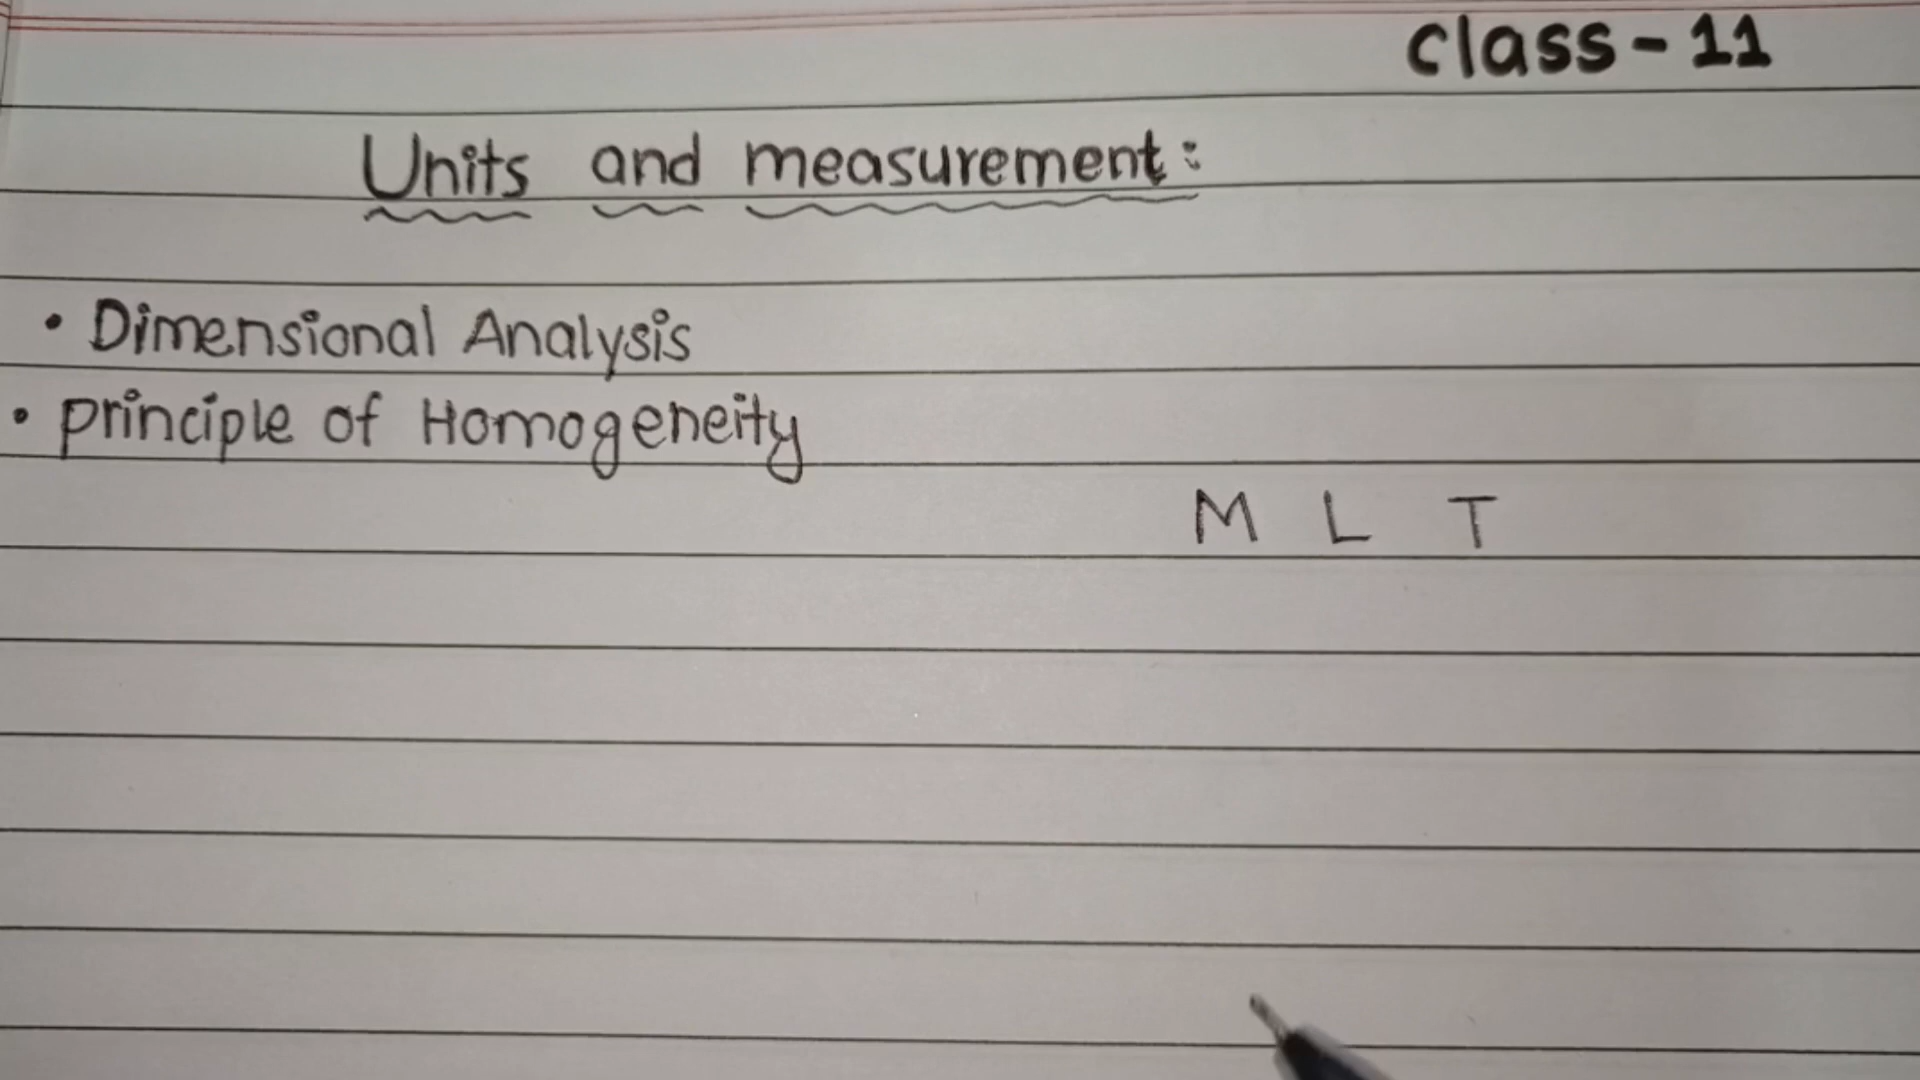 class - 11
Units and measurement:
• Dimensional Analysis
• principle of Homogeneity
M L T